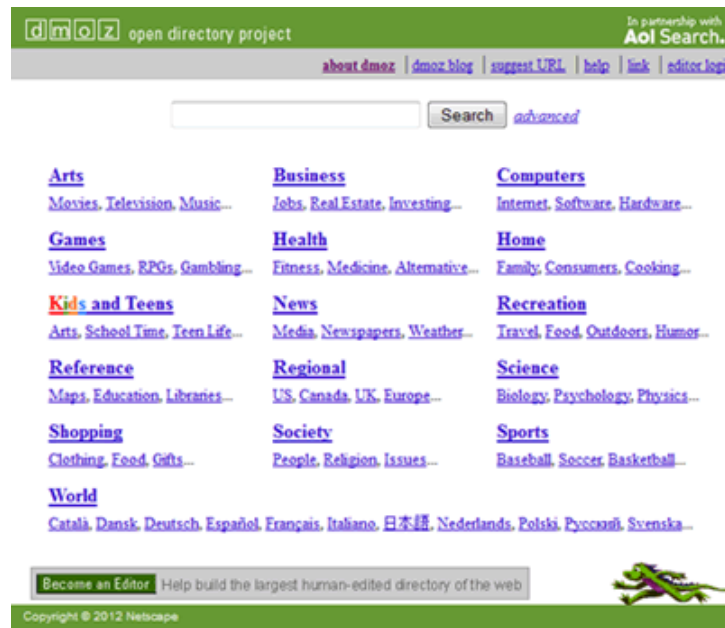 dmoz open directory project
In partnership with
Aol Search.
about dmoz | dmoz blog | suggest URL | help | link | editor logi
Search advanced
Arts Business Computers
Movies, Television, Music... Jobs, Real Estate, Investing... Internet, Software, Hardware...
Games Health Home
Video Games, RPGs, Gambling... Fitness, Medicine, Alternative... Family, Consumers, Cooking...
Kids and Teens News Recreation
Arts, School Time, Teen Life... Media, Newspapers, Weather... Travel, Food, Outdoors, Humor...
Reference Regional Science
Maps, Education, Libraries... US, Canada, UK, Europe... Biology, Psychology, Physics...
Shopping Society Sports
Clothing, Food, Gifts... People, Religion, Issues... Baseball, Soccer, Basketball...
World
Català, Dansk, Deutsch, Español, Français, Italiano, 日本語, Nederlands, Polski, Русский, Svenska...
Become an Editor Help build the largest human-edited directory of the web
Copyright © 2012 Netscape